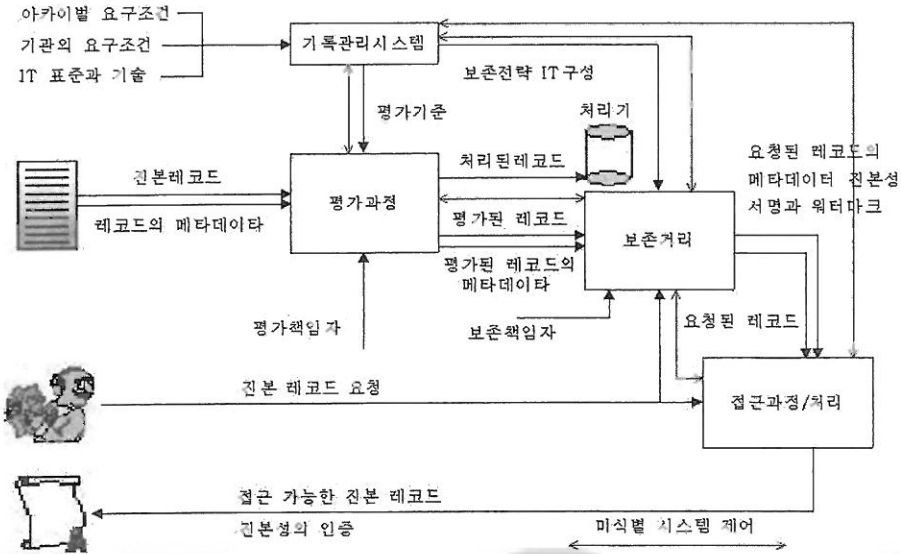 아카이벌 요구조건
기관의 요구조건
IT 표준과 기술
기록관리시스템
보존전략 IT구성
평가기준
처리기
진본레코드
레코드의 메타데이타
평가과정
처리된레코드
평가된 레코드
평가된 레코드의
메타데이타
요청된 레코드의
메타데이터 진본성
서명과 워터마크
보존처리
평가책임자
보존책임자
요청된 레코드
진본 레코드 요청
접근과정/처리
접근 가능한 진본 레코드
진본성의 인증
미식별 시스템 제어